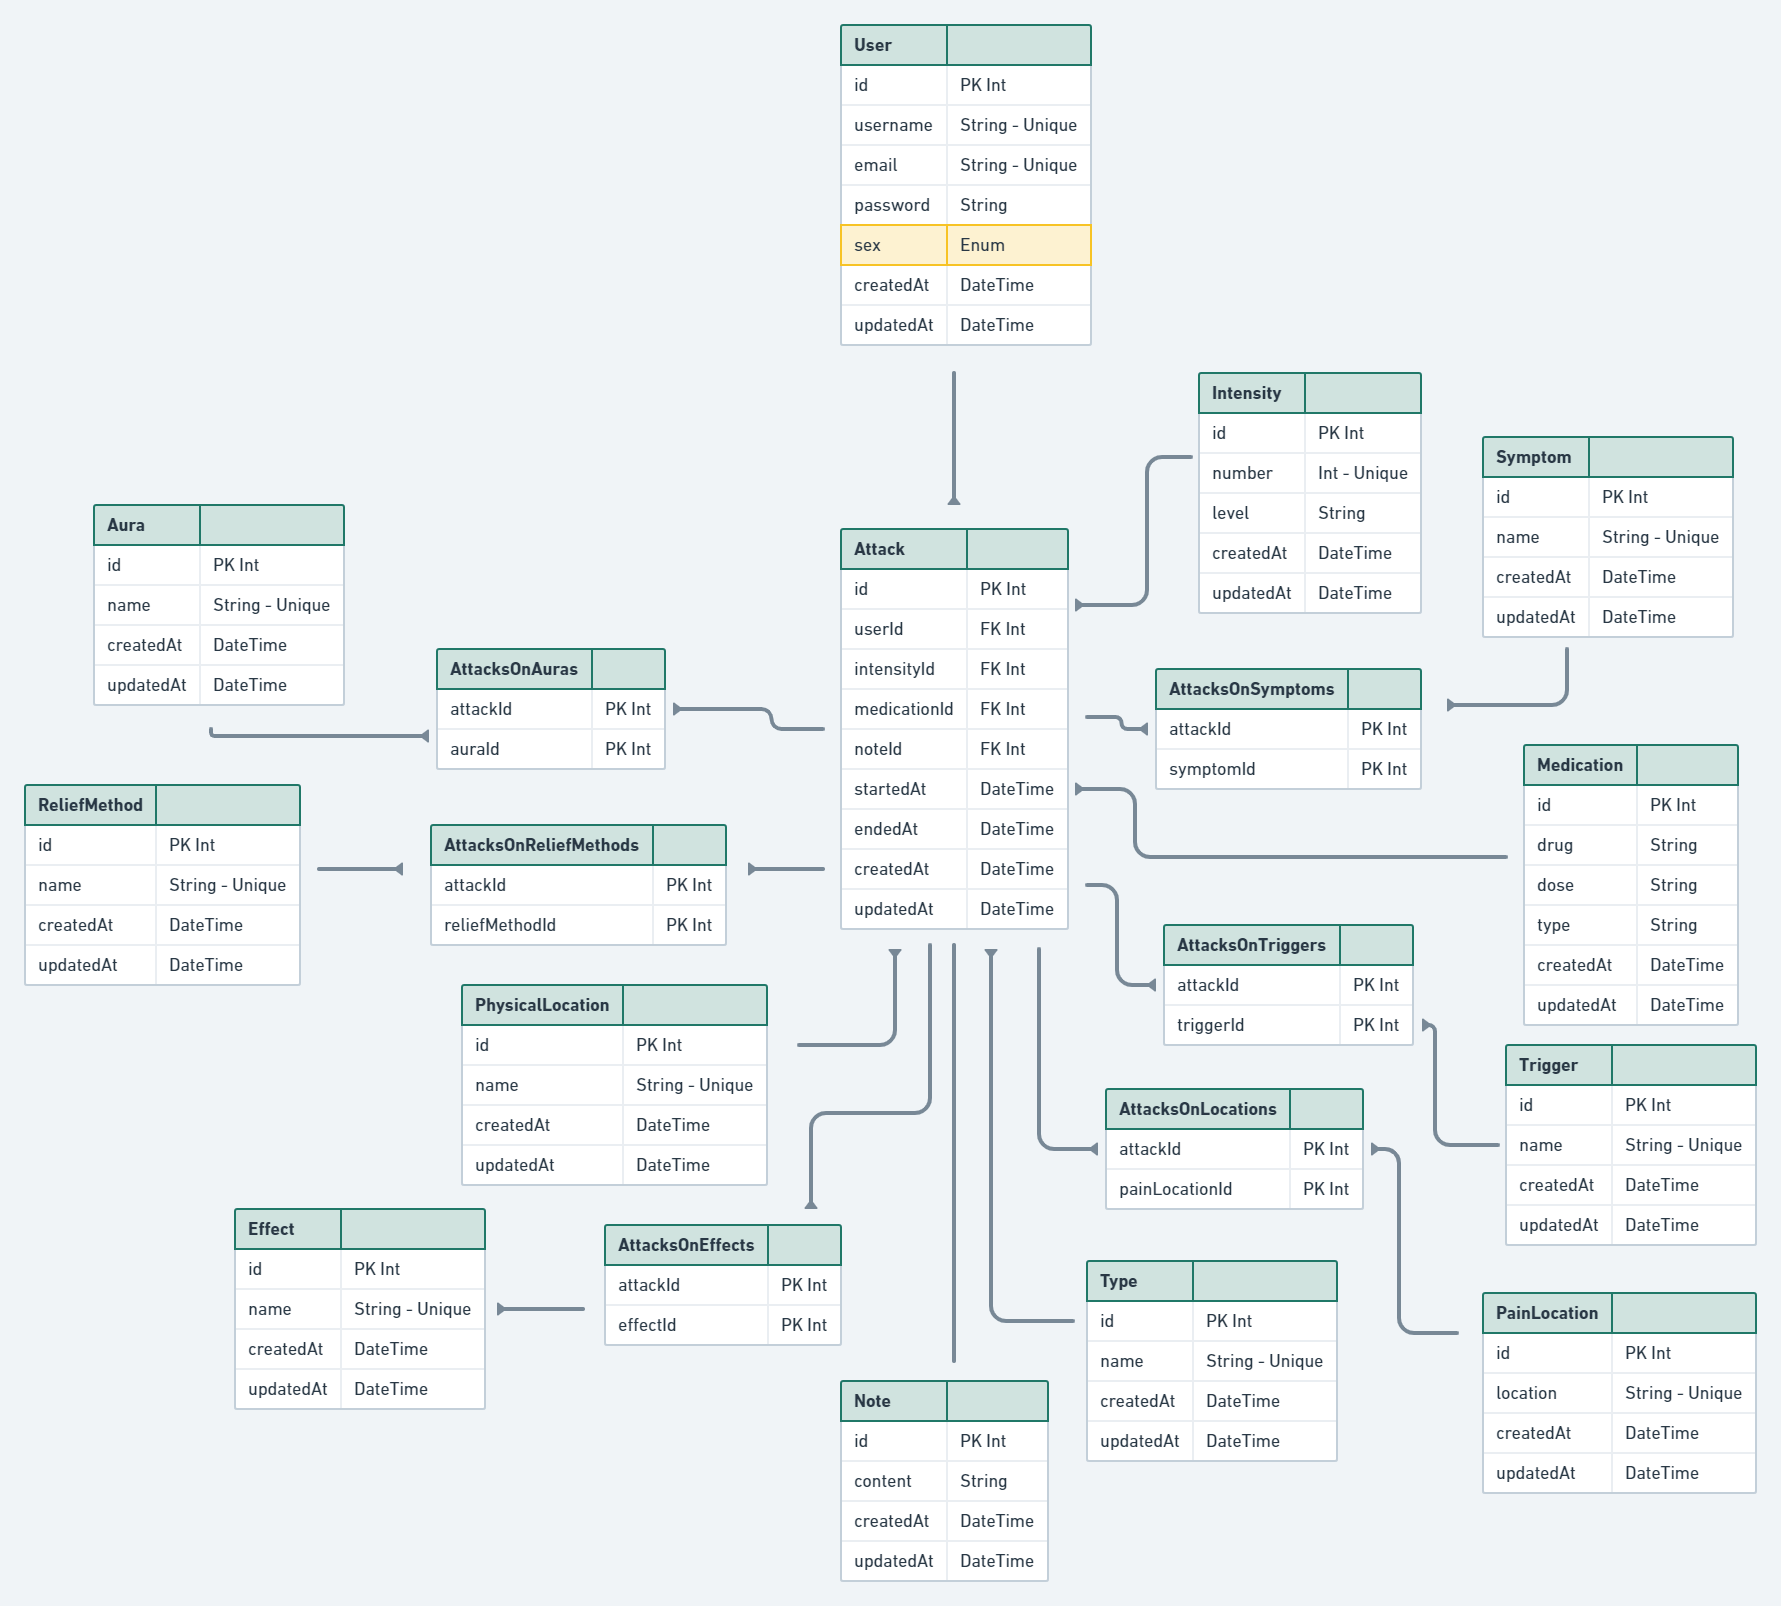 User
id PK Int
username String - Unique
email String - Unique
password String
sex Enum
createdAt DateTime
updatedAt DateTime
Intensity
id PK Int
number Int - Unique
level String
createdAt DateTime
updatedAt DateTime
Symptom
id PK Int
name String - Unique
createdAt DateTime
updatedAt DateTime
Aura
id PK Int
name String - Unique
createdAt DateTime
updatedAt DateTime
Attack
id PK Int
userId FK Int
intensityId FK Int
medicationId FK Int
noteId FK Int
startedAt DateTime
endedAt DateTime
createdAt DateTime
updatedAt DateTime
AttacksOnAuras
attackId PK Int
auraId PK Int
AttacksOnSymptoms
attackId PK Int
symptomId PK Int
Medication
id PK Int
drug String
dose String
type String
createdAt DateTime
updatedAt DateTime
ReliefMethod
id PK Int
name String - Unique
createdAt DateTime
updatedAt DateTime
AttacksOnReliefMethods
attackId PK Int
reliefMethodId PK Int
AttacksOnTriggers
attackId PK Int
triggerId PK Int
PhysicalLocation
id PK Int
name String - Unique
createdAt DateTime
updatedAt DateTime
Trigger
id PK Int
name String - Unique
createdAt DateTime
updatedAt DateTime
AttacksOnLocations
attackId PK Int
painLocationId PK Int
Effect
id PK Int
name String - Unique
createdAt DateTime
updatedAt DateTime
AttacksOnEffects
attackId PK Int
effectId PK Int
Type
id PK Int
name String - Unique
createdAt DateTime
updatedAt DateTime
PainLocation
id PK Int
location String - Unique
createdAt DateTime
updatedAt DateTime
Note
id PK Int
content String
createdAt DateTime
updatedAt DateTime